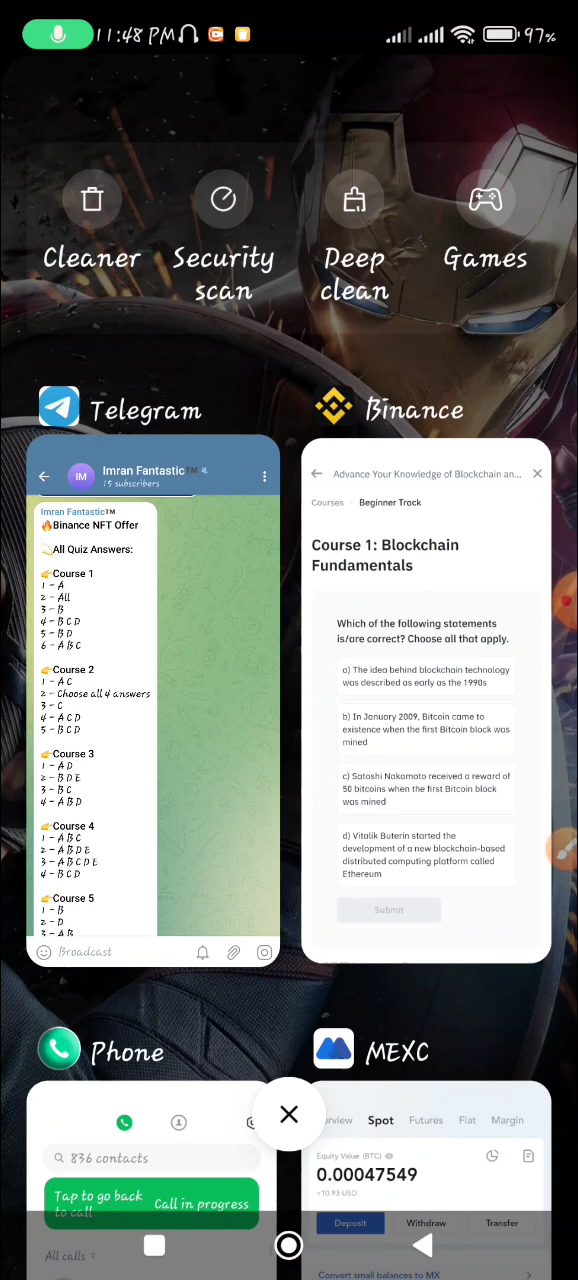 11:48 PM
97%
Cleaner
Security scan
Deep clean
Games
Telegram
IM
Imran Fantastic™
15 subscribers
Imran Fantastic™
🔥Binance NFT Offer
💫All Quiz Answers:
👉Course 1
1 - A
2 - All
3 - B
4 - B C D
5 - B D
6 - A B C
👉Course 2
1 - A C
2 - Choose all 4 answers
3 - C
4 - A C D
5 - B C D
👉Course 3
1 - A D
2 - B D E
3 - B C
4 - A B D
👉Course 4
1 - A B C
2 - A B D E
3 - A B C D E
4 - B C D
👉Course 5
1 - B
2 - D
3 - A B
Broadcast
Binance
Advance Your Knowledge of Blockchain an...
Courses
Beginner Track
Course 1: Blockchain
Fundamentals
Which of the following statements
is/are correct? Choose all that apply.
a) The idea behind blockchain technology
was described as early as the 1990s
b) In January 2009, Bitcoin came to
existence when the first Bitcoin block was
mined
c) Satoshi Nakamoto received a reward of
50 bitcoins when the first Bitcoin block
was mined
d) Vitalik Buterin started the
development of a new blockchain-based
distributed computing platform called
Ethereum
Submit
Phone
836 contacts
Tap to go back
to call
Call in progress
All calls
MEXC
Spot
Futures
Fiat
Margin
Equity Value (BTC)
0.00047549
≈10.93 USD
Deposit
Withdraw
Transfer
Convert small balances to MX